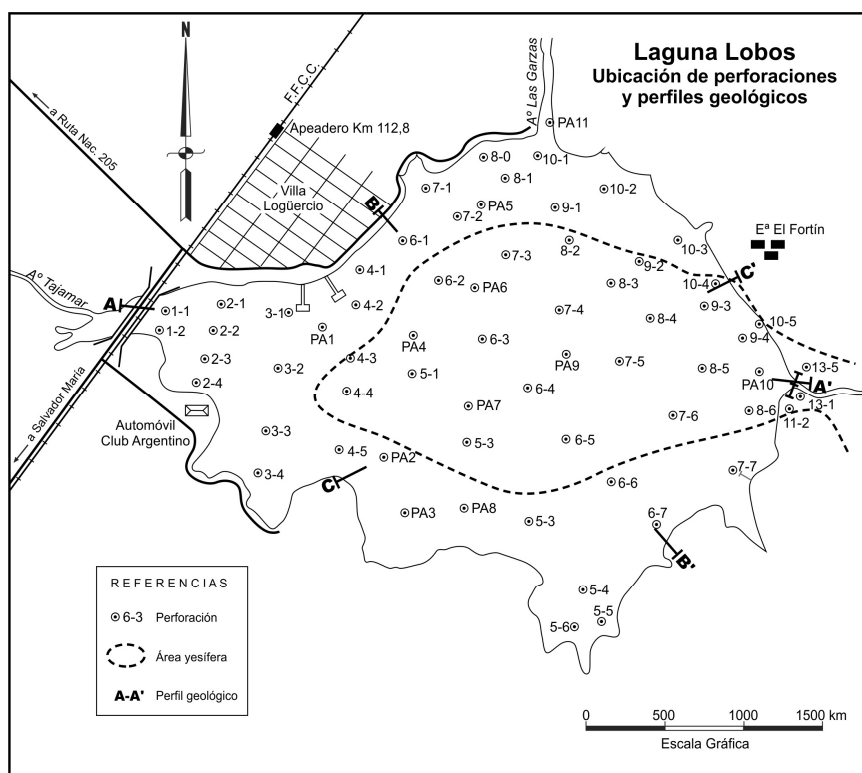 Laguna Lobos
Ubicación de perforaciones
y perfiles geológicos
N
F.F.C.C.
a Ruta Nac. 205
Apeadero Km 112,8
Villa
Logüercio
Aº Las Garzas
PA11
8-0
10-1
8-1
7-1
10-2
PA5
9-1
7-2
B
6-1
8-2
10-3
Eª El Fortín
7-3
9-2
4-1
C'
6-2
PA6
8-3
10-4
Aº Tajamar
A
1-1
2-1
3-1
4-2
7-4
9-3
8-4
10-5
1-2
2-2
PA1
PA4
6-3
9-4
2-3
4-3
PA9
7-5
3-2
5-1
8-5
13-5
PA10
A'
2-4
4-4
6-4
13-1
a Salvador María
Automóvil
Club Argentino
PA7
8-6
11-2
7-6
3-3
5-3
6-5
4-5
PA2
3-4
7-7
C
6-6
PA3
PA8
5-3
6-7
B'
5-4
5-5
5-6
REFERENCIAS
6-3 Perforación
Área yesífera
A-A' Perfil geológico
0 500 1000 1500 km
Escala Gráfica